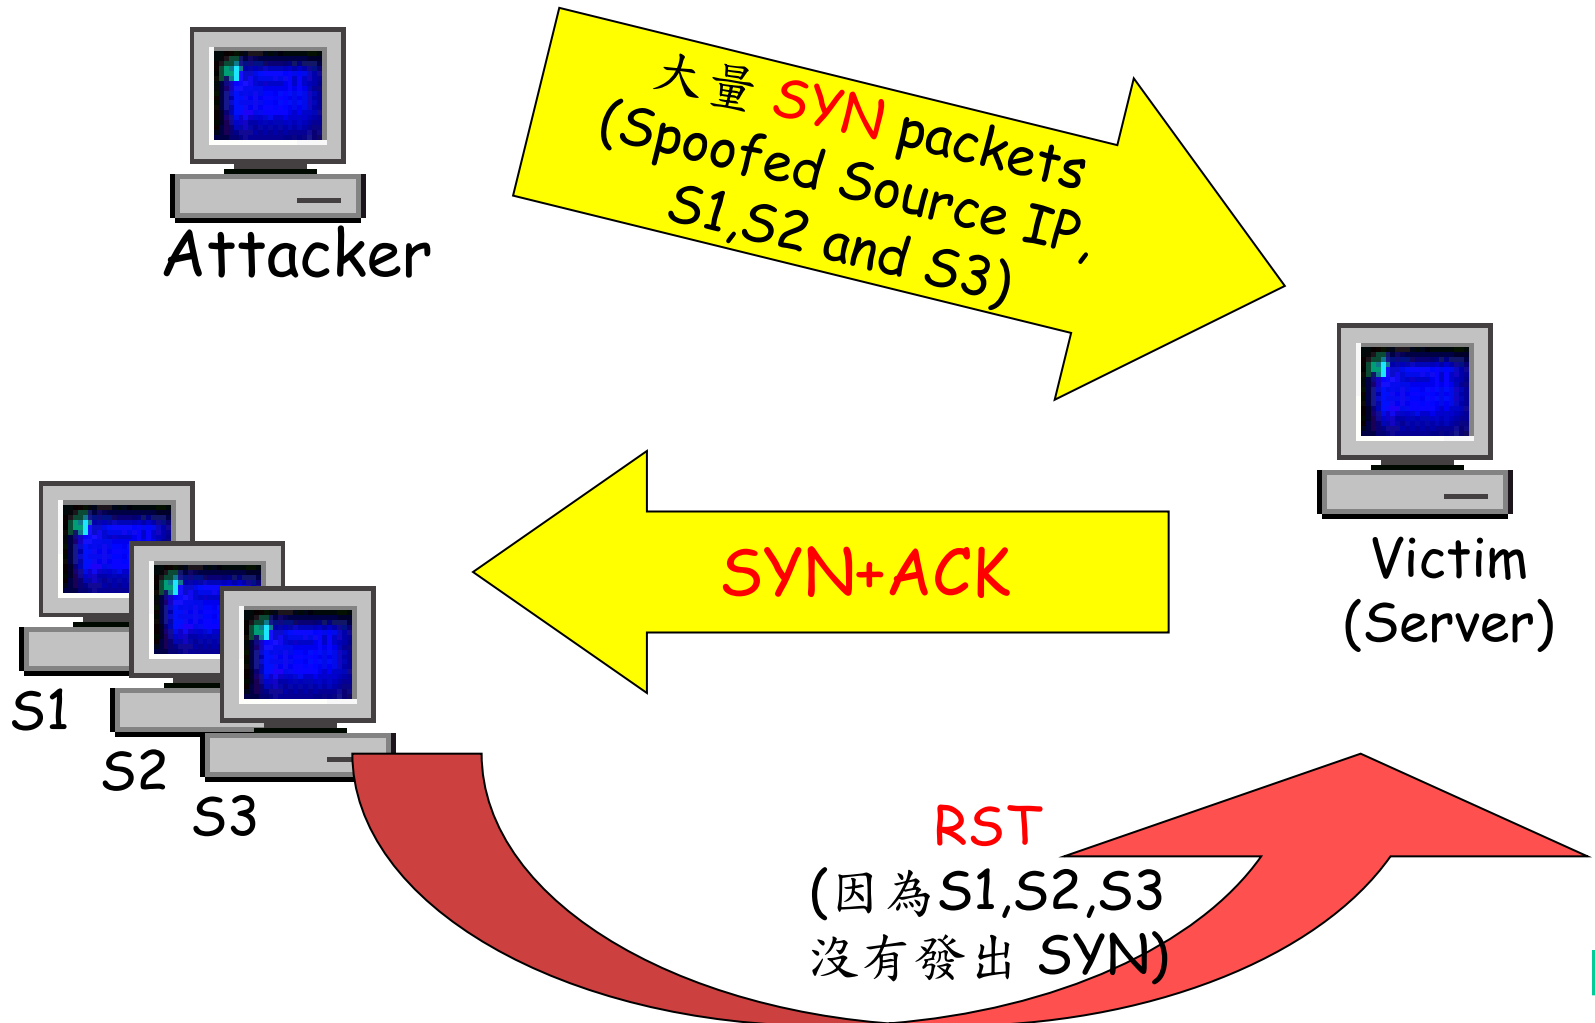 大量 SYN packets
(Spoofed Source IP,
S1,S2 and S3)
Attacker
SYN+ACK
Victim
(Server)
S1
S2
S3
RST
(因為S1,S2,S3
沒有發出 SYN)